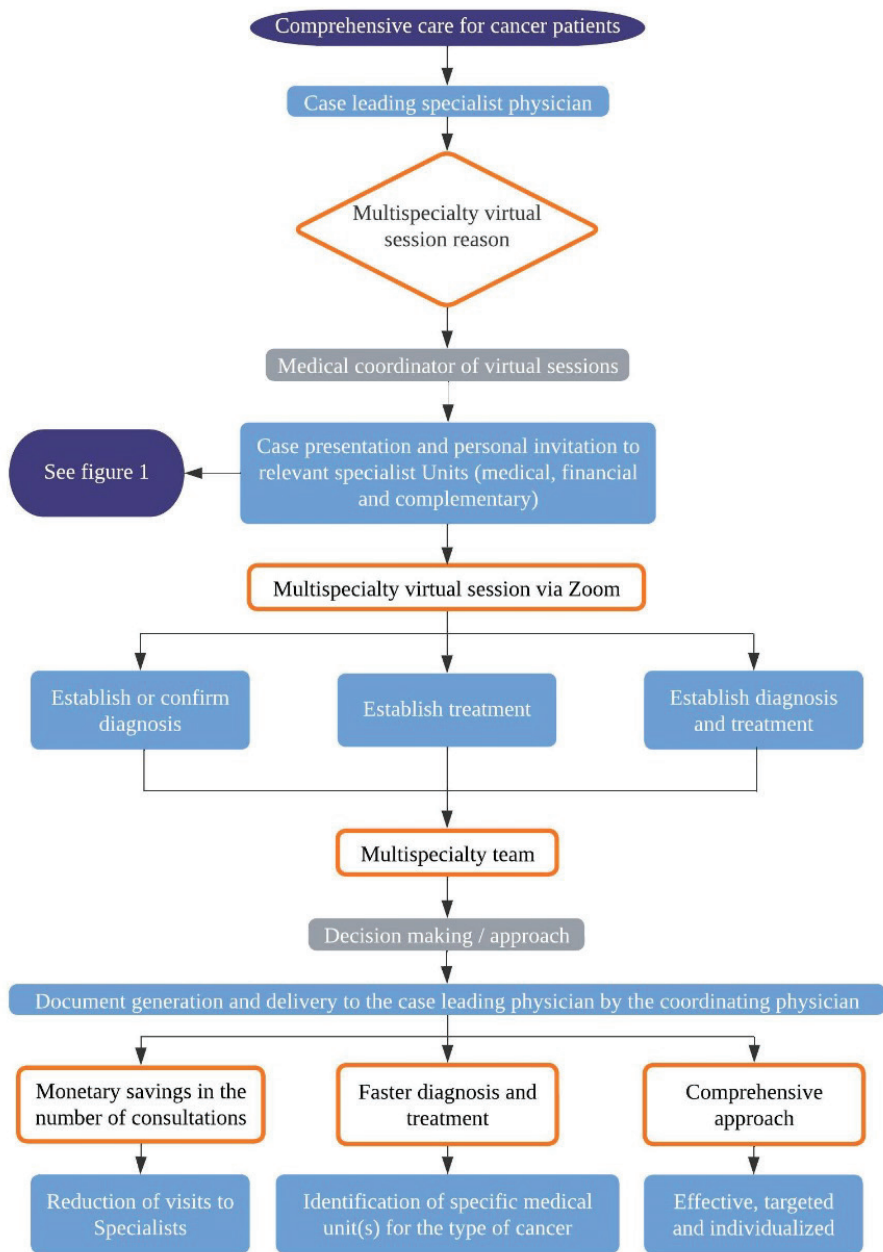 Comprehensive care for cancer patients
Case leading specialist physician
Multispecialty virtual
session reason
Medical coordinator of virtual sessions
See figure 1
Case presentation and personal invitation to
relevant specialist Units (medical, financial
and complementary)
Multispecialty virtual session via Zoom
Establish or confirm
diagnosis
Establish treatment
Establish diagnosis
and treatment
Multispecialty team
Decision making / approach
Document generation and delivery to the case leading physician by the coordinating physician
Monetary savings in the
number of consultations
Faster diagnosis and
treatment
Comprehensive
approach
Reduction of visits to
Specialists
Identification of specific medical
unit(s) for the type of cancer
Effective, targeted
and individualized